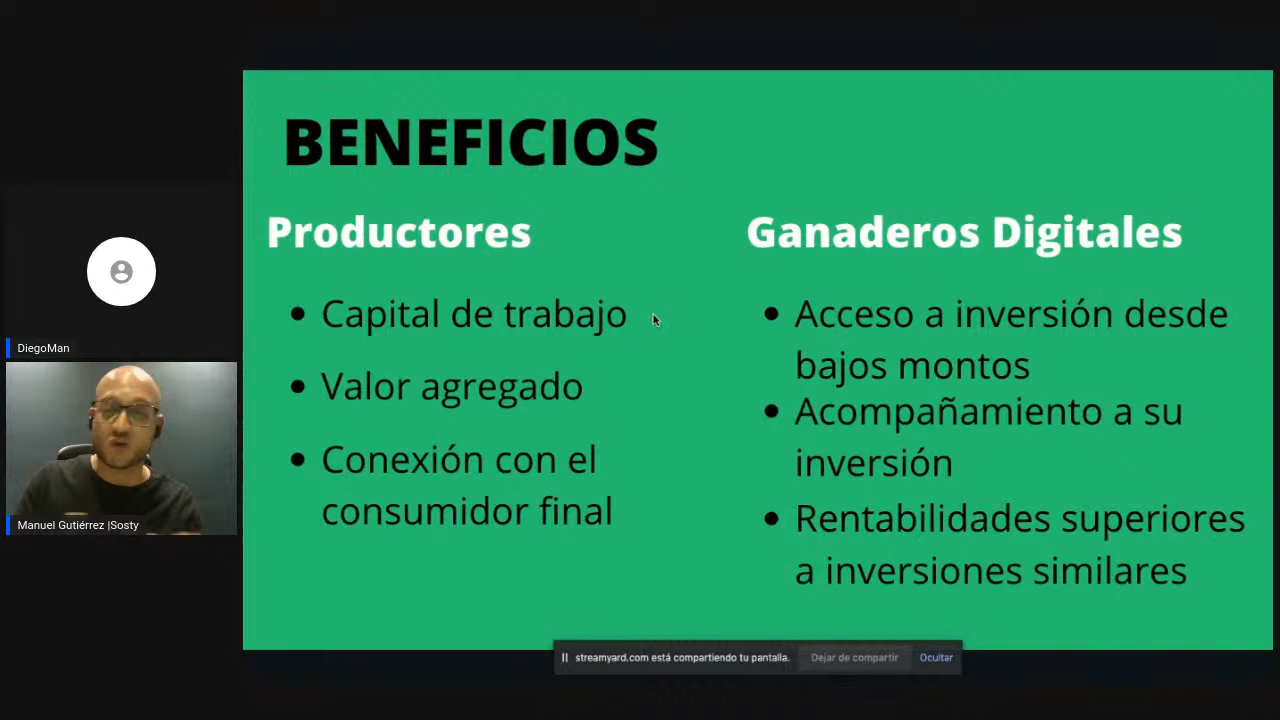 BENEFICIOS
Productores
Capital de trabajo
Valor agregado
Conexión con el
consumidor final
Ganaderos Digitales
Acceso a inversión desde
bajos montos
Acompañamiento a su
inversión
Rentabilidades superiores
a inversiones similares
DiegoMan
Manuel Gutiérrez |Sosty
streamyard.com está compartiendo tu pantalla.
Dejar de compartir
Ocultar